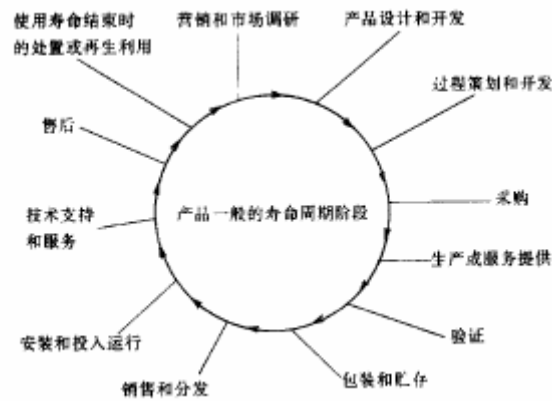 营销和市场调研
产品设计和开发
过程策划和开发
采购
生产或服务提供
验证
包装和贮存
销售和分发
安装和投入运行
技术支持
和服务
售后
使用寿命结束时
的处置或再生利用
产品一般的寿命周期阶段